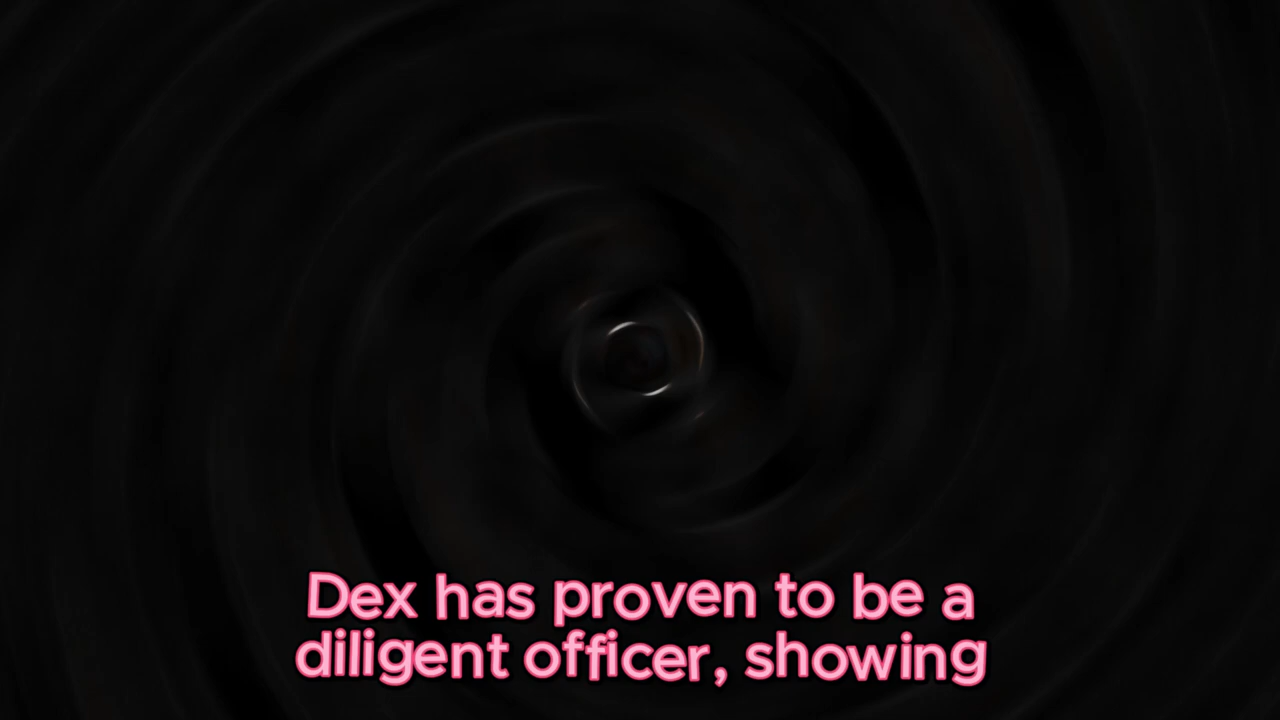 Dex has proven to be a
diligent officer, showing